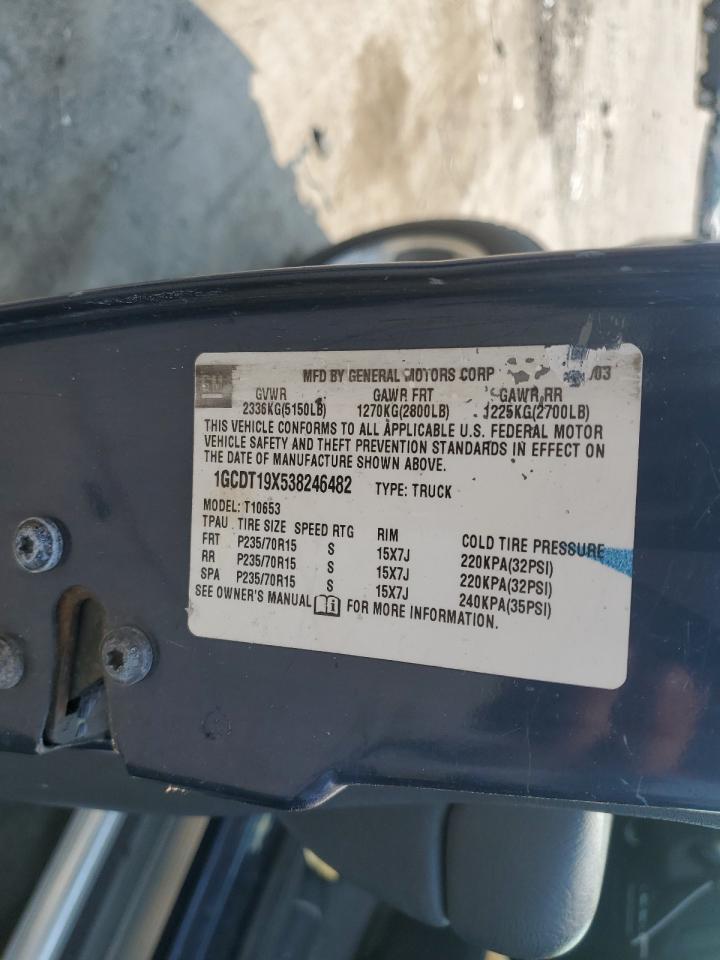 GM MFD BY GENERAL MOTORS CORP /03
GVWR GAWR FRT GAWR RR
2336KG(5150LB) 1270KG(2800LB) 1225KG(2700LB)
THIS VEHICLE CONFORMS TO ALL APPLICABLE U.S. FEDERAL MOTOR
VEHICLE SAFETY AND THEFT PREVENTION STANDARDS IN EFFECT ON
THE DATE OF MANUFACTURE SHOWN ABOVE.
1GCDT19X538246482 TYPE: TRUCK
MODEL: T10653
TPAU TIRE SIZE SPEED RTG RIM COLD TIRE PRESSURE
FRT P235/70R15 S 15X7J 220KPA(32PSI)
RR P235/70R15 S 15X7J 220KPA(32PSI)
SPA P235/70R15 S 15X7J 240KPA(35PSI)
SEE OWNER'S MANUAL FOR MORE INFORMATION.